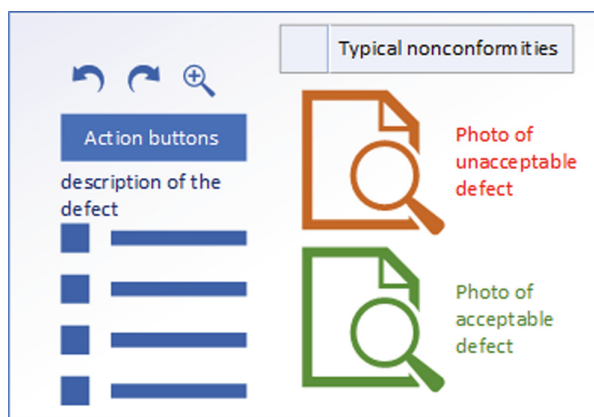 Typical nonconformities
Action buttons
description of the
defect
Photo of
unacceptable
defect
Photo of
acceptable
defect